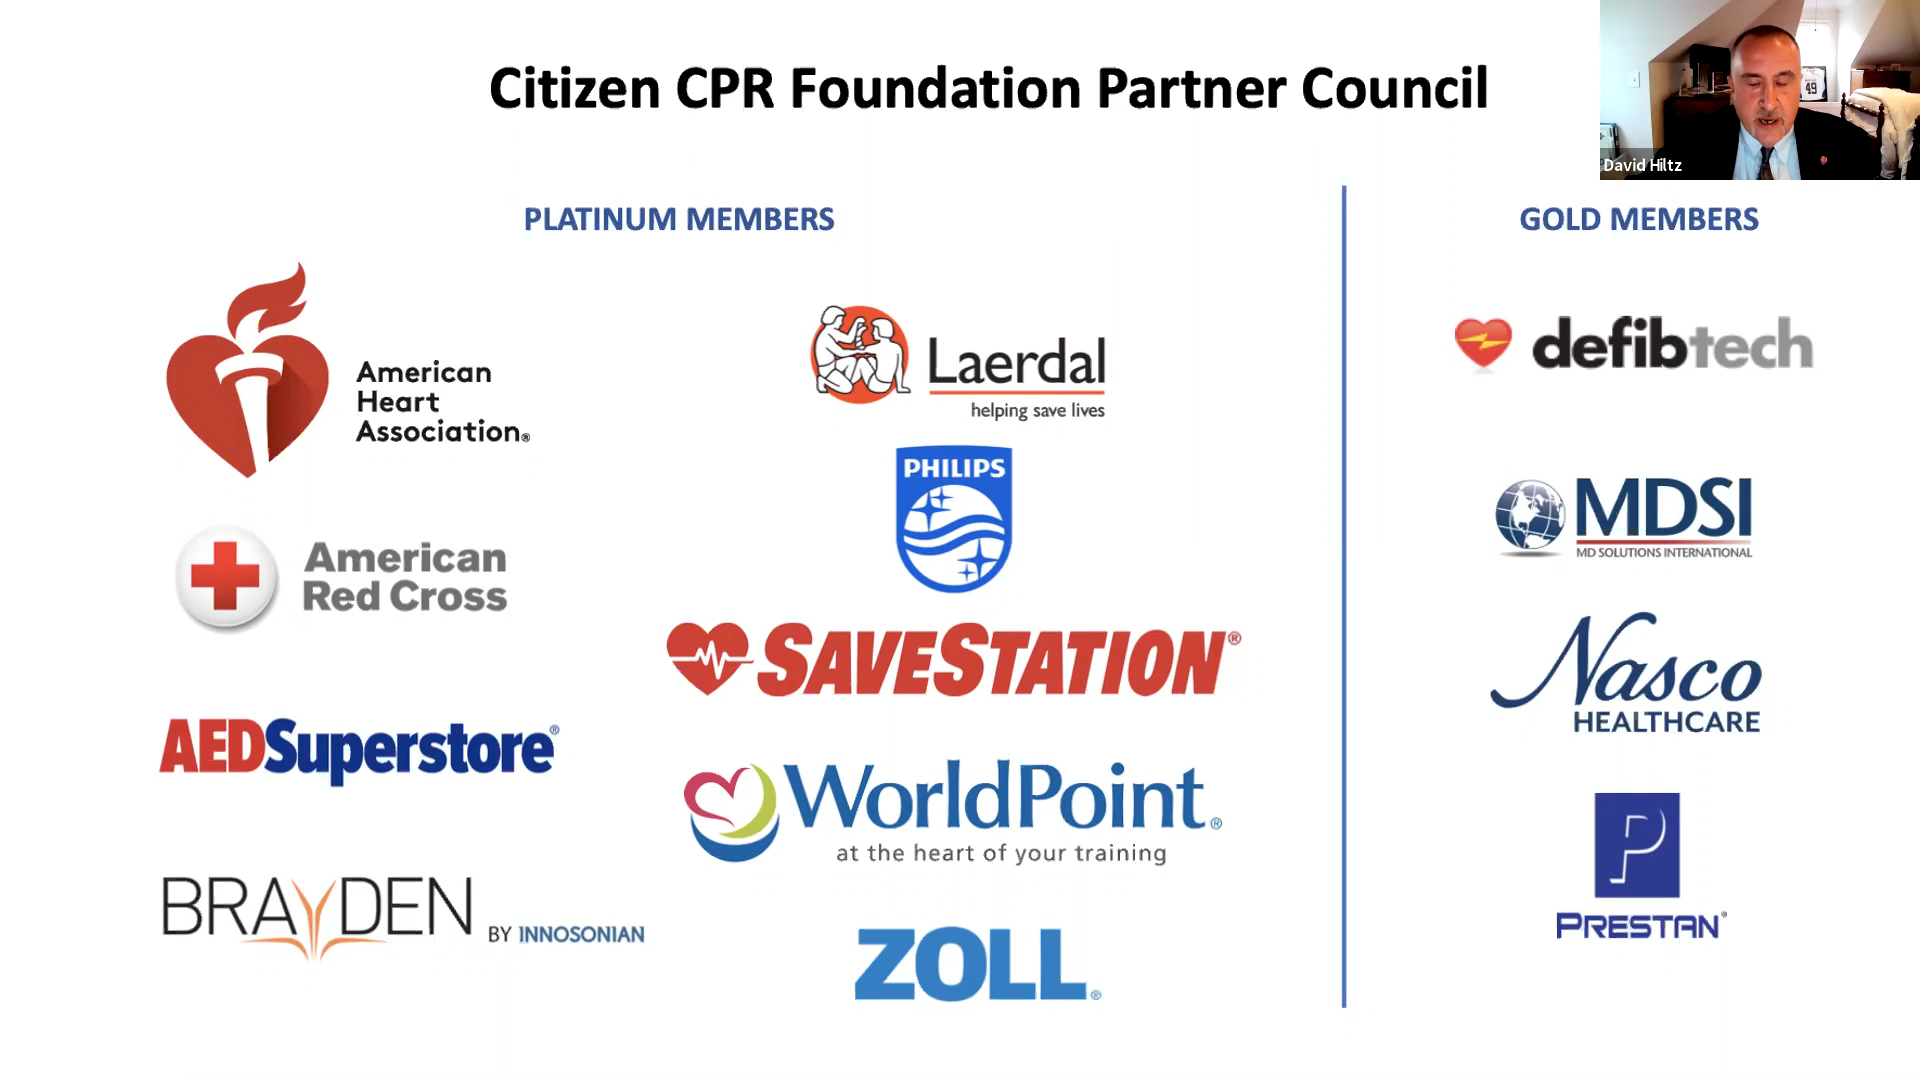 Citizen CPR Foundation Partner Council
49
David Hiltz
PLATINUM MEMBERS
American
Heart
Association®
American
Red Cross
AEDSuperstore®
BRAYDEN BY INNOSONIAN
Laerdal
helping save lives
PHILIPS
SAVESTATION®
WorldPoint®
at the heart of your training
ZOLL®
GOLD MEMBERS
defibtech
MDSI
MD SOLUTIONS INTERNATIONAL
Nasco
HEALTHCARE
P
PRESTAN®